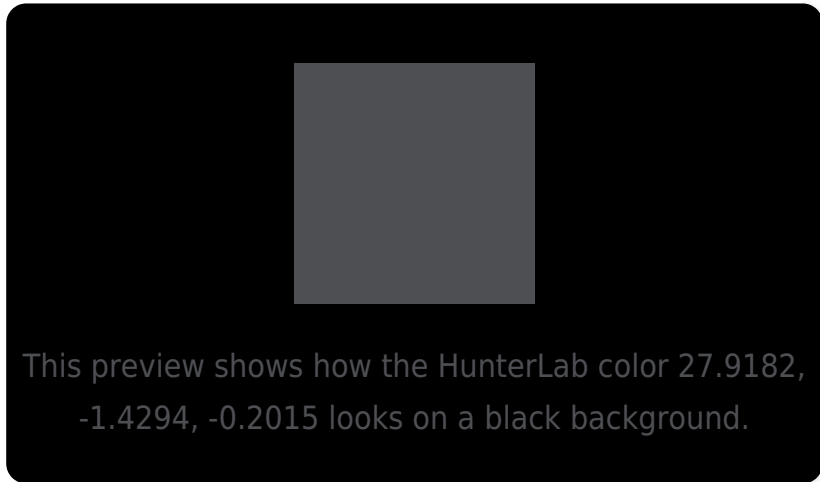 This preview shows how the HunterLab color 27.9182,
-1.4294, -0.2015 looks on a black background.